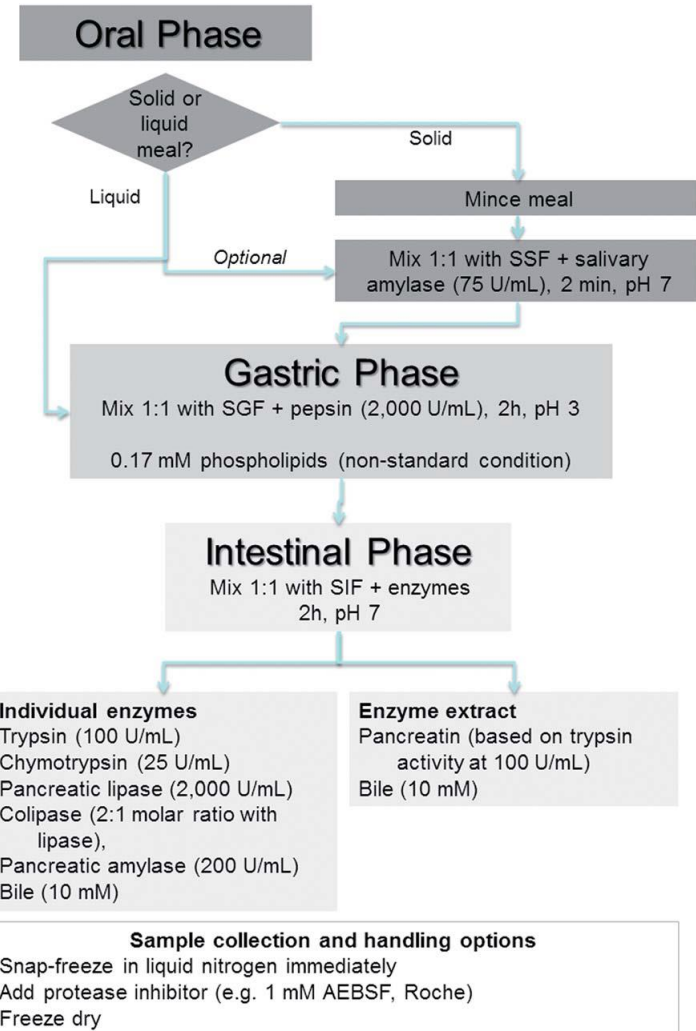 Oral Phase
Solid or
liquid
meal?
Solid
Liquid
Mince meal
Optional
Mix 1:1 with SSF + salivary
amylase (75 U/mL), 2 min, pH 7
Gastric Phase
Mix 1:1 with SGF + pepsin (2,000 U/mL), 2h, pH 3
0.17 mM phospholipids (non-standard condition)
Intestinal Phase
Mix 1:1 with SIF + enzymes
2h, pH 7
Individual enzymes
Trypsin (100 U/mL)
Chymotrypsin (25 U/mL)
Pancreatic lipase (2,000 U/mL)
Colipase (2:1 molar ratio with
lipase),
Pancreatic amylase (200 U/mL)
Bile (10 mM)
Enzyme extract
Pancreatin (based on trypsin
activity at 100 U/mL)
Bile (10 mM)
Sample collection and handling options
Snap-freeze in liquid nitrogen immediately
Add protease inhibitor (e.g. 1 mM AEBSF, Roche)
Freeze dry